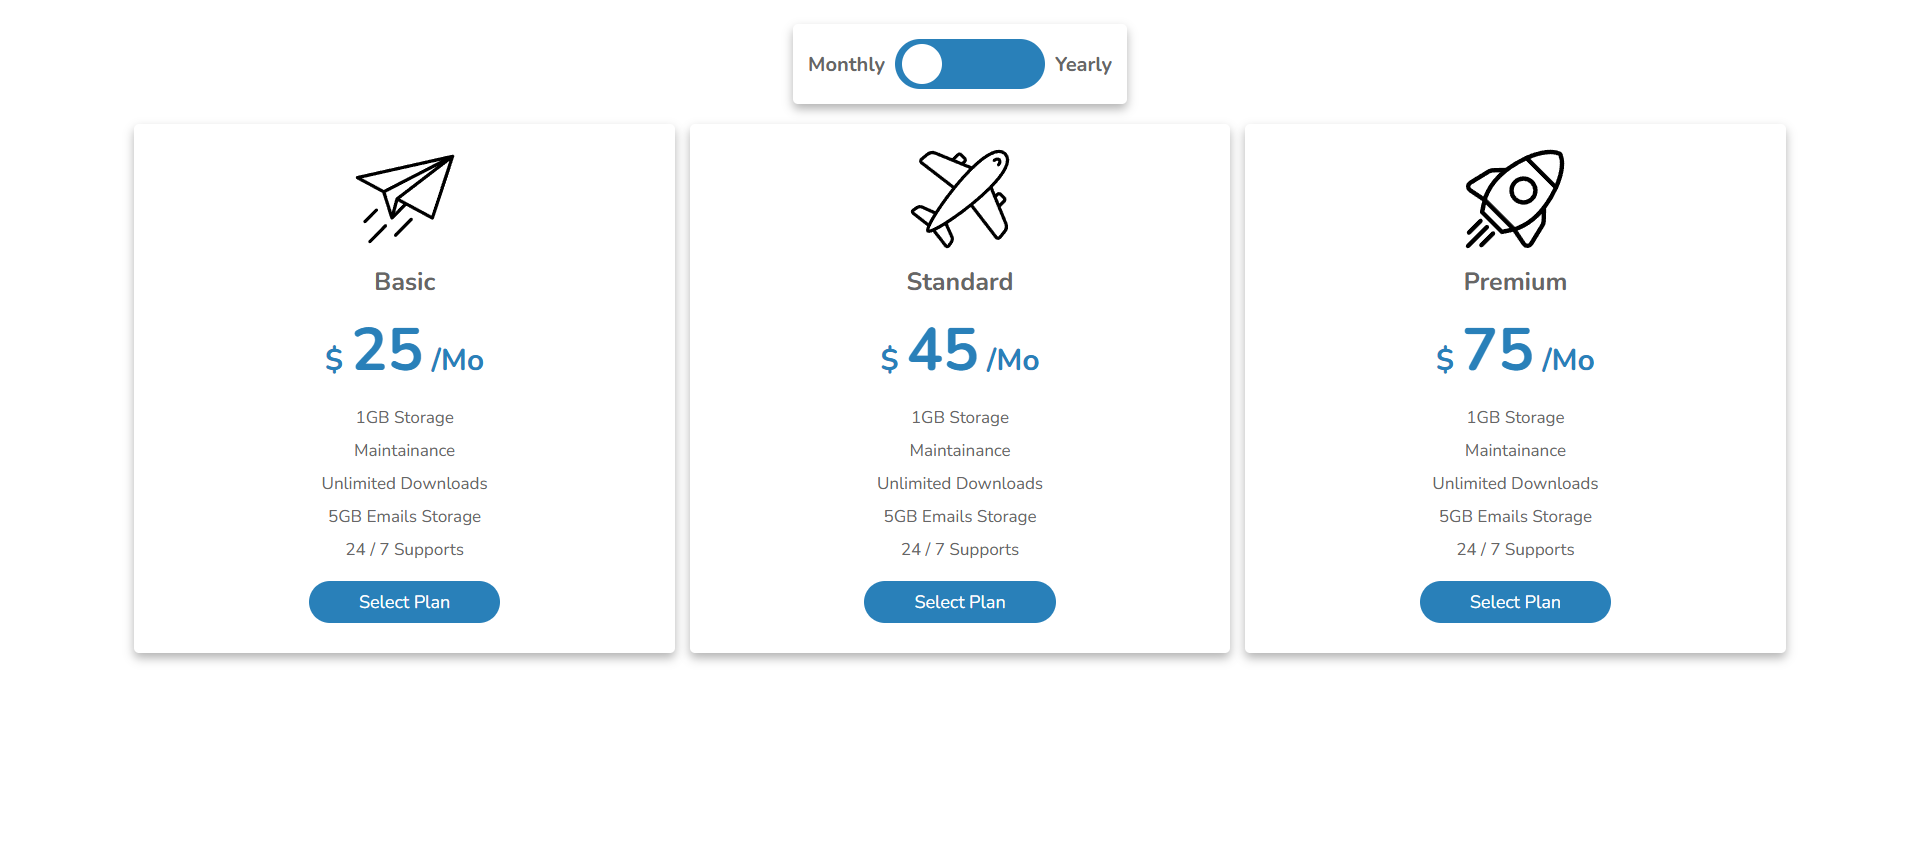 Monthly Yearly
Basic
$ 25 /Mo
1GB Storage
Maintainance
Unlimited Downloads
5GB Emails Storage
24 / 7 Supports
Select Plan
Standard
$ 45 /Mo
1GB Storage
Maintainance
Unlimited Downloads
5GB Emails Storage
24 / 7 Supports
Select Plan
Premium
$ 75 /Mo
1GB Storage
Maintainance
Unlimited Downloads
5GB Emails Storage
24 / 7 Supports
Select Plan